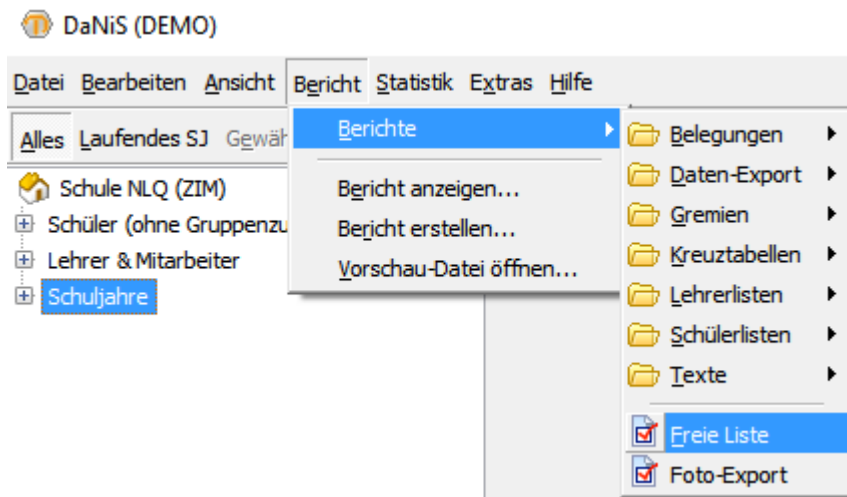 DaNiS (DEMO)
Datei Bearbeiten Ansicht Bericht Statistik Extras Hilfe
Alles Laufendes SJ Gewäh
Schule NLQ (ZIM)
Schüler (ohne Gruppenzu
Lehrer & Mitarbeiter
Schuljahre
Berichte
Bericht anzeigen...
Bericht erstellen...
Vorschau-Datei öffnen...
Belegungen
Daten-Export
Gremien
Kreuztabellen
Lehrerlisten
Schülerlisten
Texte
Freie Liste
Foto-Export